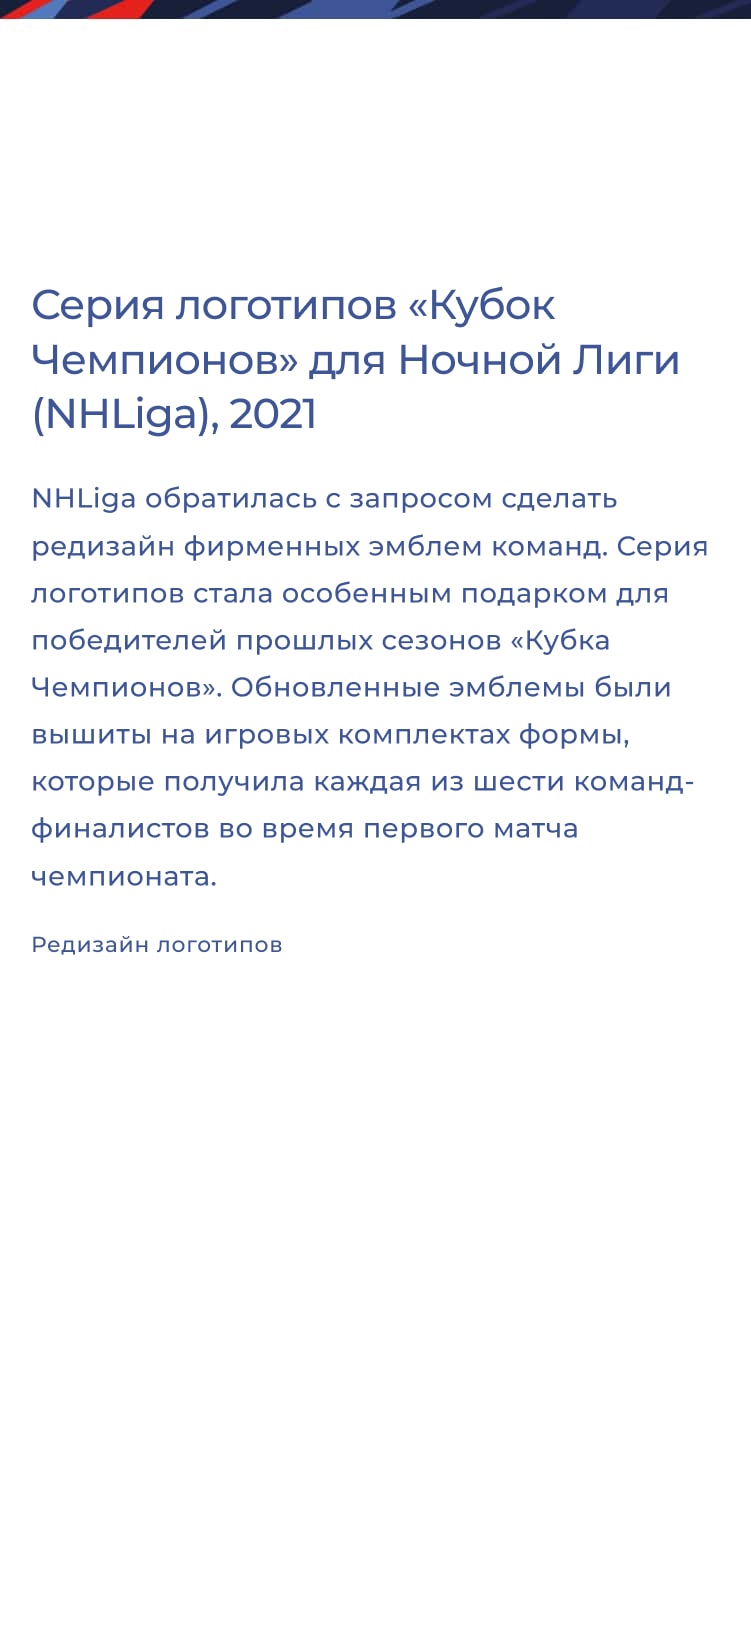 Серия логотипов «Кубок
Чемпионов» для Ночной Лиги
(NHLiga), 2021
NHLiga обратилась с запросом сделать
редизайн фирменных эмблем команд. Серия
логотипов стала особенным подарком для
победителей прошлых сезонов «Кубка
Чемпионов». Обновленные эмблемы были
вышиты на игровых комплектах формы,
которые получила каждая из шести команд-
финалистов во время первого матча
чемпионата.
Редизайн логотипов